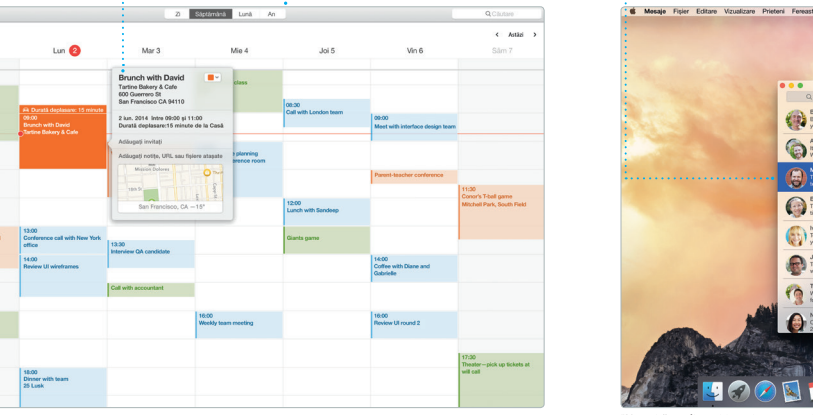 Zi Săptămână Lună An
Căutare
Astăzi
Lun 2
Mar 3
Mie 4
Joi 5
Vin 6
Sâm 7
Durată deplasare: 15 minute
09:00
Brunch with David
Tartine Bakery & Cafe
Brunch with David
Tartine Bakery & Cafe
600 Guerrero St
San Francisco CA 94110
2 iun. 2014 între 09:00 și 11:00
Durată deplasare:15 minute de la Casă
Adăugați invitați
Adăugați notițe, URL sau fișiere atașate
Mission Dolores
15th St
San Francisco, CA – 15°
class
planning
08:30
Call with London team
09:00
Meet with interface design team
Parent-teacher conference
11:30
Conor's T-ball game
Mitchell Park, South Field
12:00
Lunch with Sandeep
13:00
Conference call with New York
office
13:30
Interview QA candidate
Giants game
14:00
Review UI wireframes
14:00
Coffee with Diane and
Gabrielle
Call with accountant
16:00
Weekly team meeting
16:00
Review UI round 2
17:30
Theater—pick up tickets at
will call
18:00
Dinner with team
25 Lusk
Mesaje Fișier Editare Vizualizare Prieteni Fereast